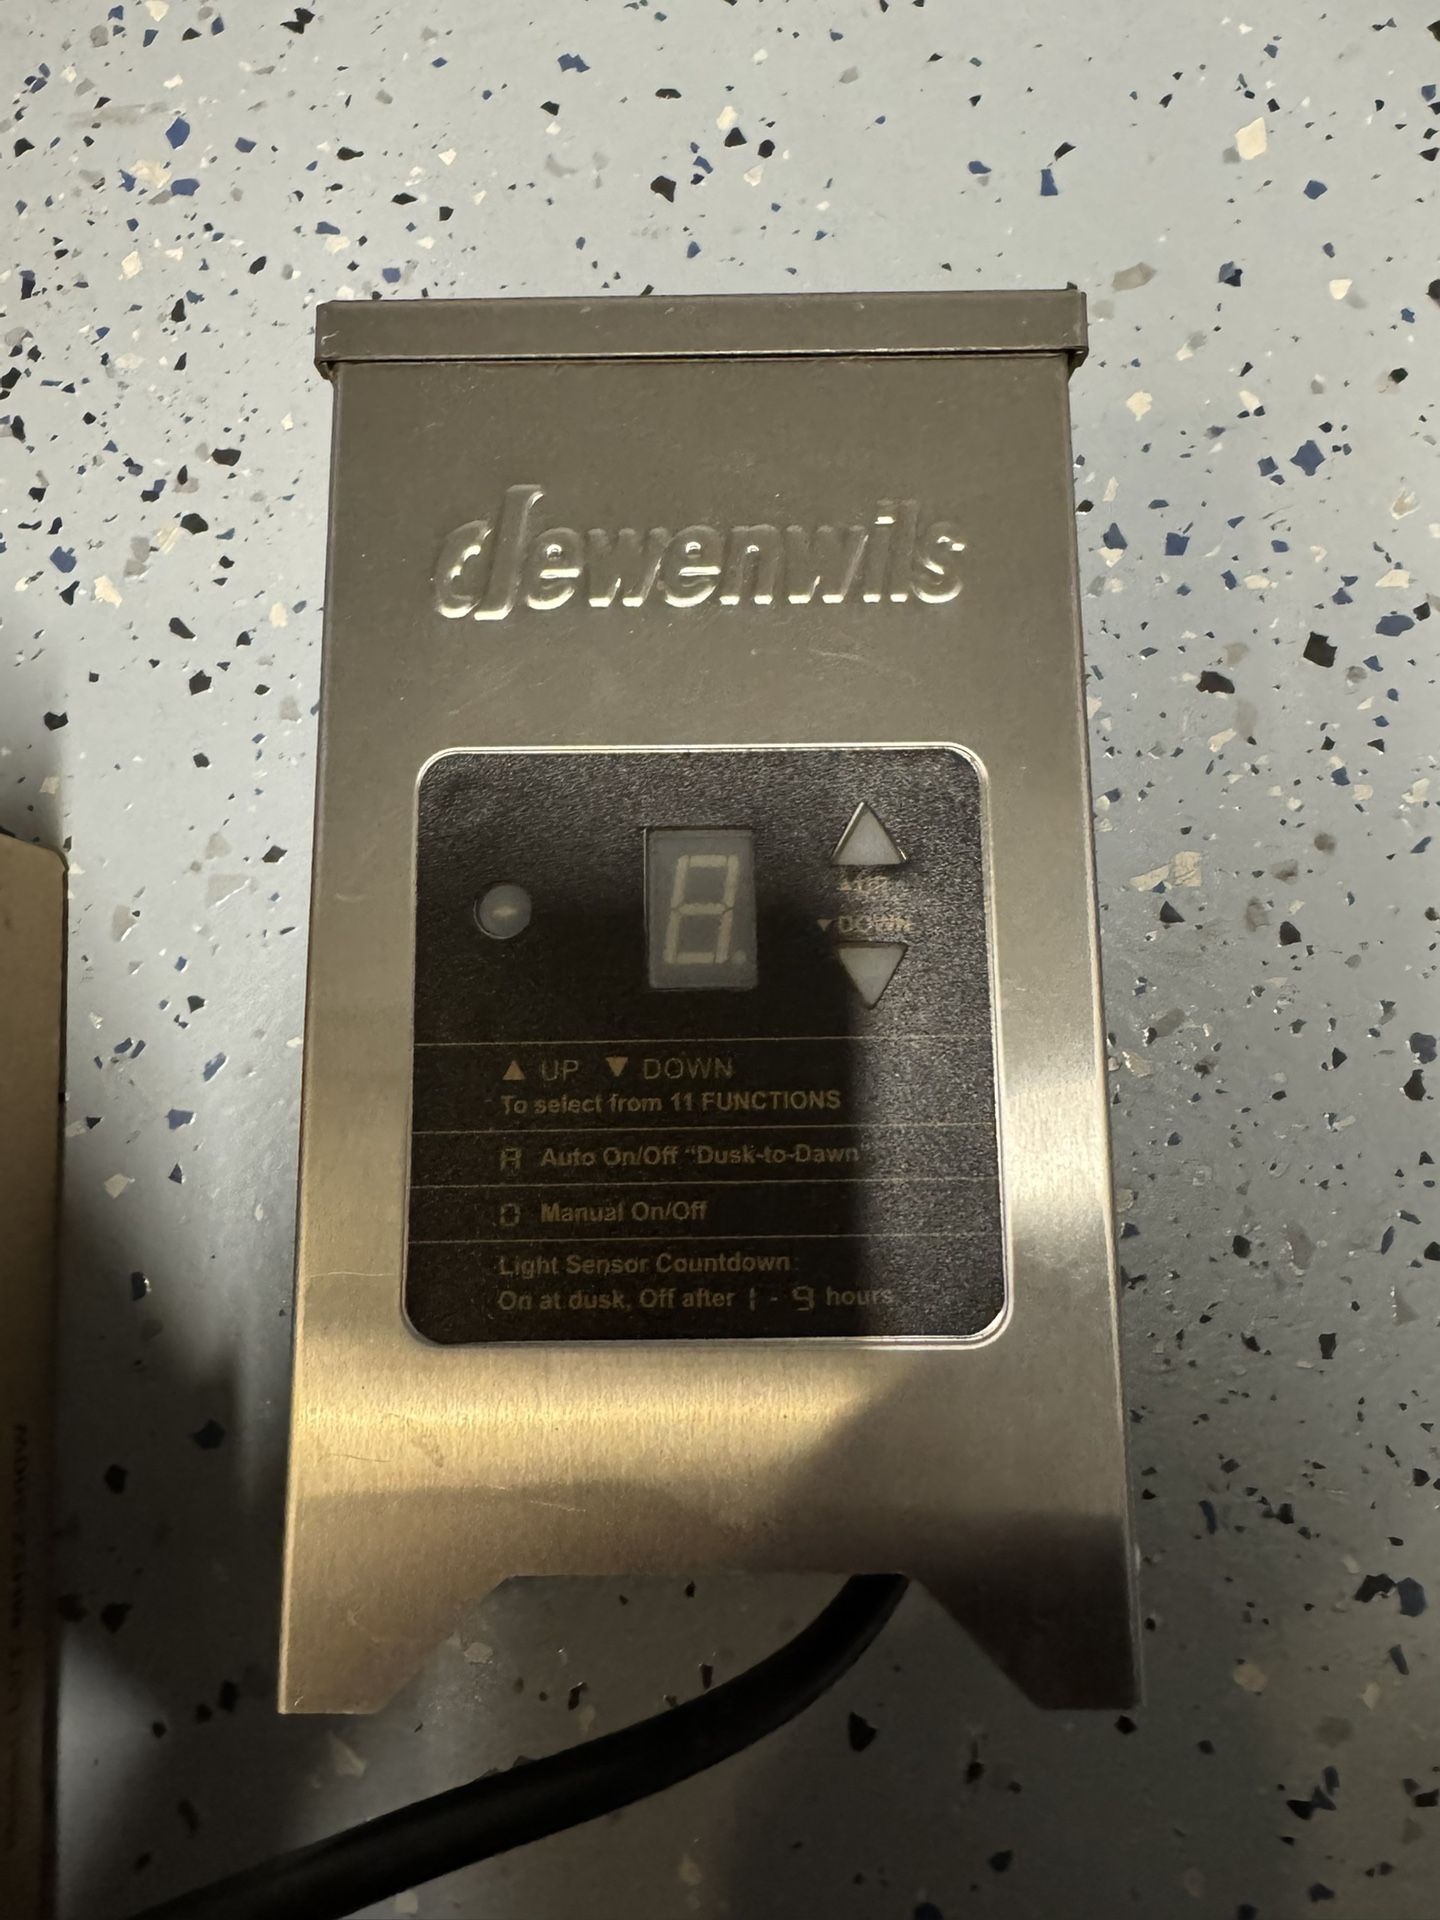 dewenwils
8.
▲ UP
▼ DOWN
▲ UP ▼ DOWN
To select from 11 FUNCTIONS
A Auto On/Off “Dusk-to-Dawn”
0 Manual On/Off
Light Sensor Countdown:
On at dusk, Off after 1 - 9 hours